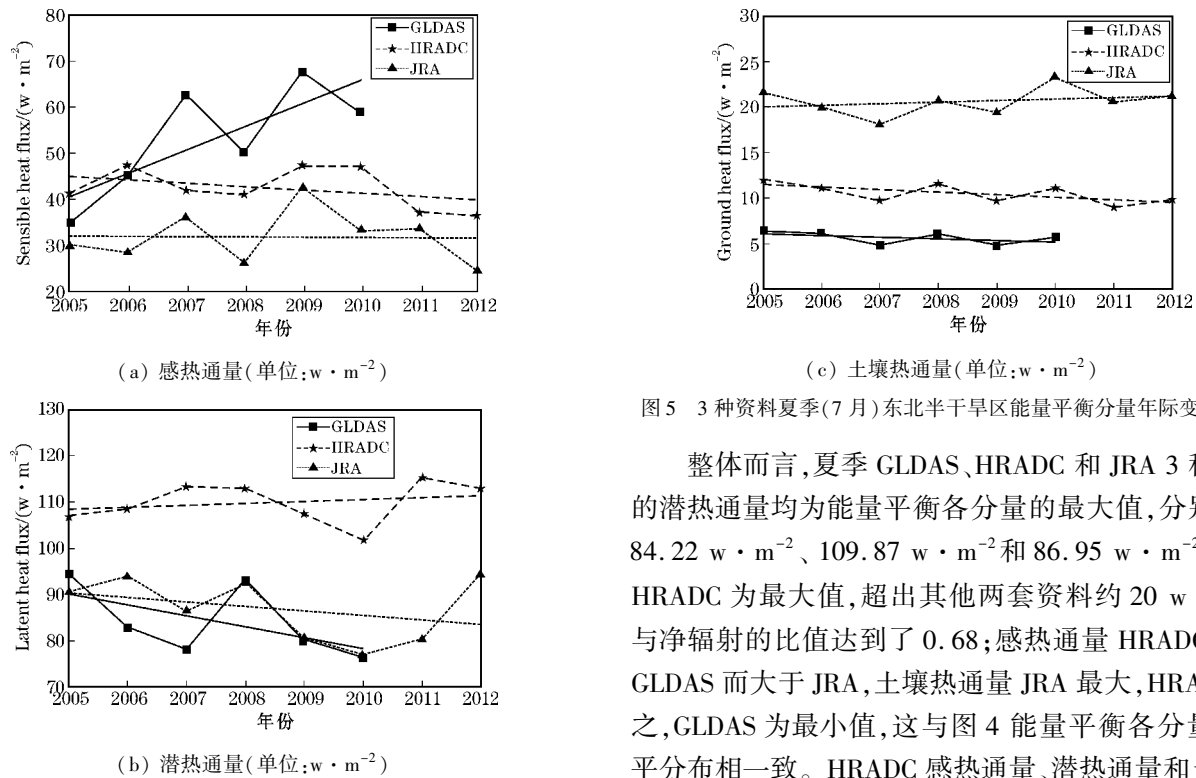 80
70
60
50
40
30
20
Sensible heat flux/(w · m⁻²)
GLDAS
HRADC
JRA
2005 2006 2007 2008 2009 2010 2011 2012
年份
(a) 感热通量(单位:w · m⁻²)
130
120
110
100
90
80
70
Latent heat flux/(w · m⁻²)
GLDAS
HRADC
JRA
2005 2006 2007 2008 2009 2010 2011 2012
年份
(b) 潜热通量(单位:w · m⁻²)
30
25
20
15
10
5
0
Ground heat flux/(w · m⁻²)
GLDAS
HRADC
JRA
2005 2006 2007 2008 2009 2010 2011 2012
年份
(c) 土壤热通量(单位:w · m⁻²)
图5 3种资料夏季(7月)东北半干旱区能量平衡分量年际变
整体而言,夏季 GLDAS、HRADC 和 JRA 3
的潜热通量均为能量平衡各分量的最大值,分
84.22 w · m⁻²、109.87 w · m⁻²和 86.95 w · m⁻²
HRADC 为最大值,超出其他两套资料约 20 w
与净辐射的比值达到了 0.68;感热通量 HRADC
GLDAS 而大于 JRA,土壤热通量 JRA 最大,HRA
之,GLDAS 为最小值,这与图 4 能量平衡各分量
平分布相一致。HRADC 感热通量、潜热通量和